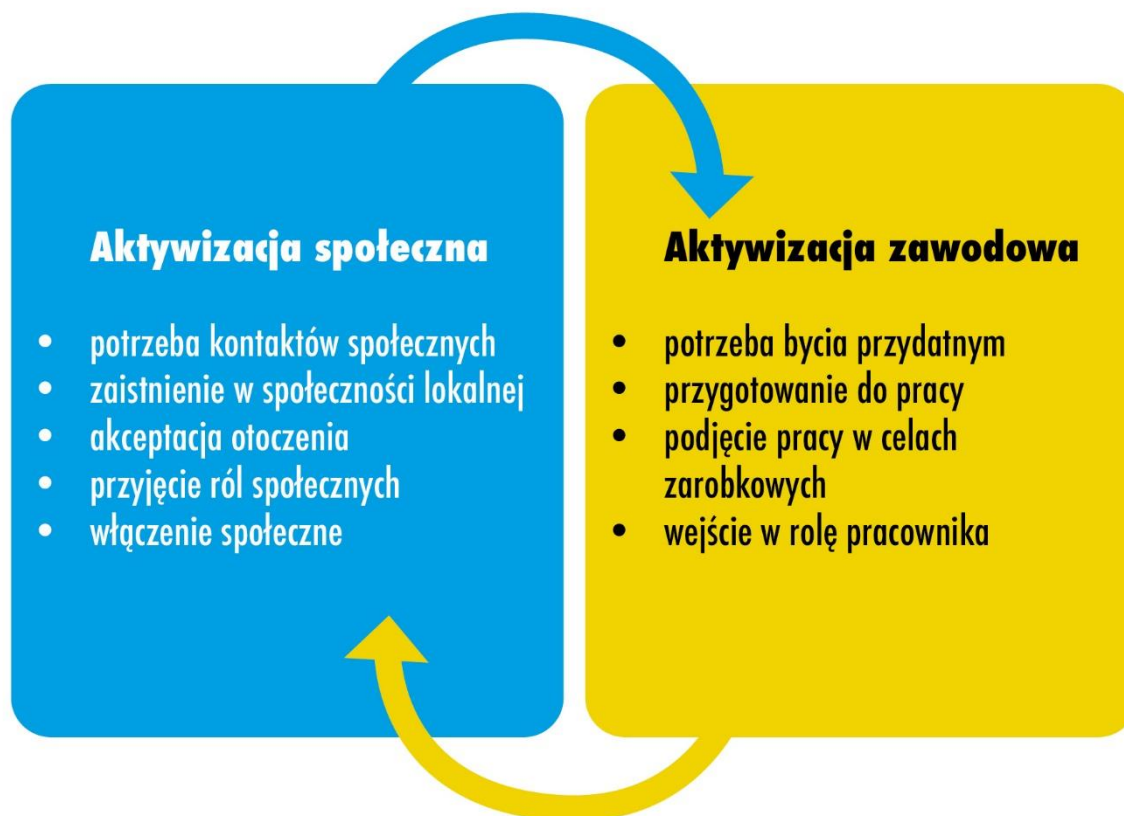 Aktywizacja społeczna
• potrzeba kontaktów społecznych
• zaistnienie w społeczności lokalnej
• akceptacja otoczenia
• przyjęcie ról społecznych
• włączenie społeczne
Aktywizacja zawodowa
• potrzeba bycia przydatnym
• przygotowanie do pracy
• podjęcie pracy w celach
zarobkowych
• wejście w rolę pracownika